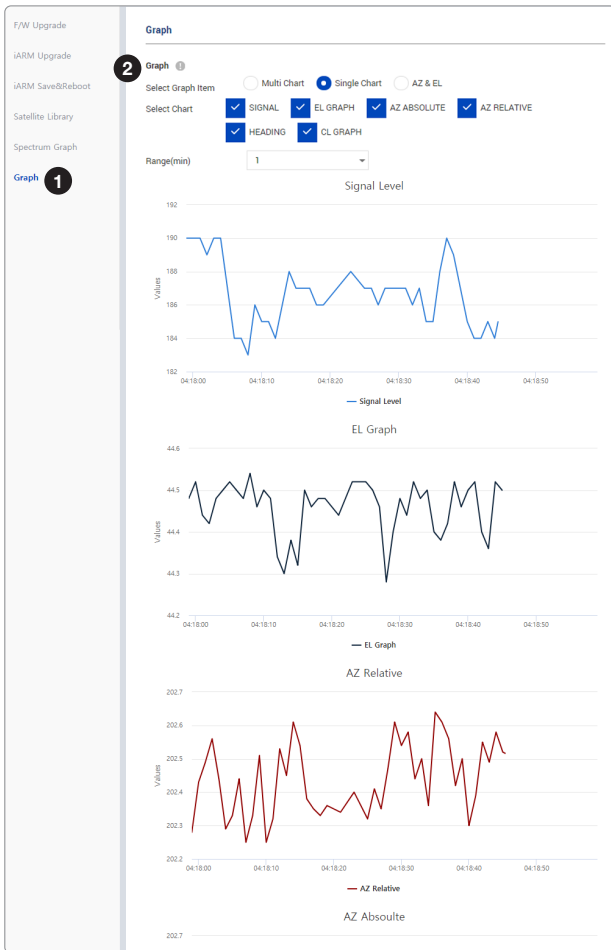 F/W Upgrade
iARM Upgrade
iARM Save&Reboot
Satellite Library
Spectrum Graph
Graph 1
Graph
2 Graph !
Select Graph Item Multi Chart Single Chart AZ & EL
Select Chart SIGNAL EL GRAPH AZ ABSOLUTE AZ RELATIVE
HEADING CL GRAPH
Range(min) 1
Signal Level
192
190
188
186
184
182
Values
04:18:00 04:18:10 04:18:20 04:18:30 04:18:40 04:18:50
Signal Level
EL Graph
44.6
44.5
44.4
44.3
44.2
Values
04:18:00 04:18:10 04:18:20 04:18:30 04:18:40 04:18:50
EL Graph
AZ Relative
202.7
202.6
202.5
202.4
202.3
202.2
Values
04:18:00 04:18:10 04:18:20 04:18:30 04:18:40 04:18:50
AZ Relative
AZ Absoulte
202.7